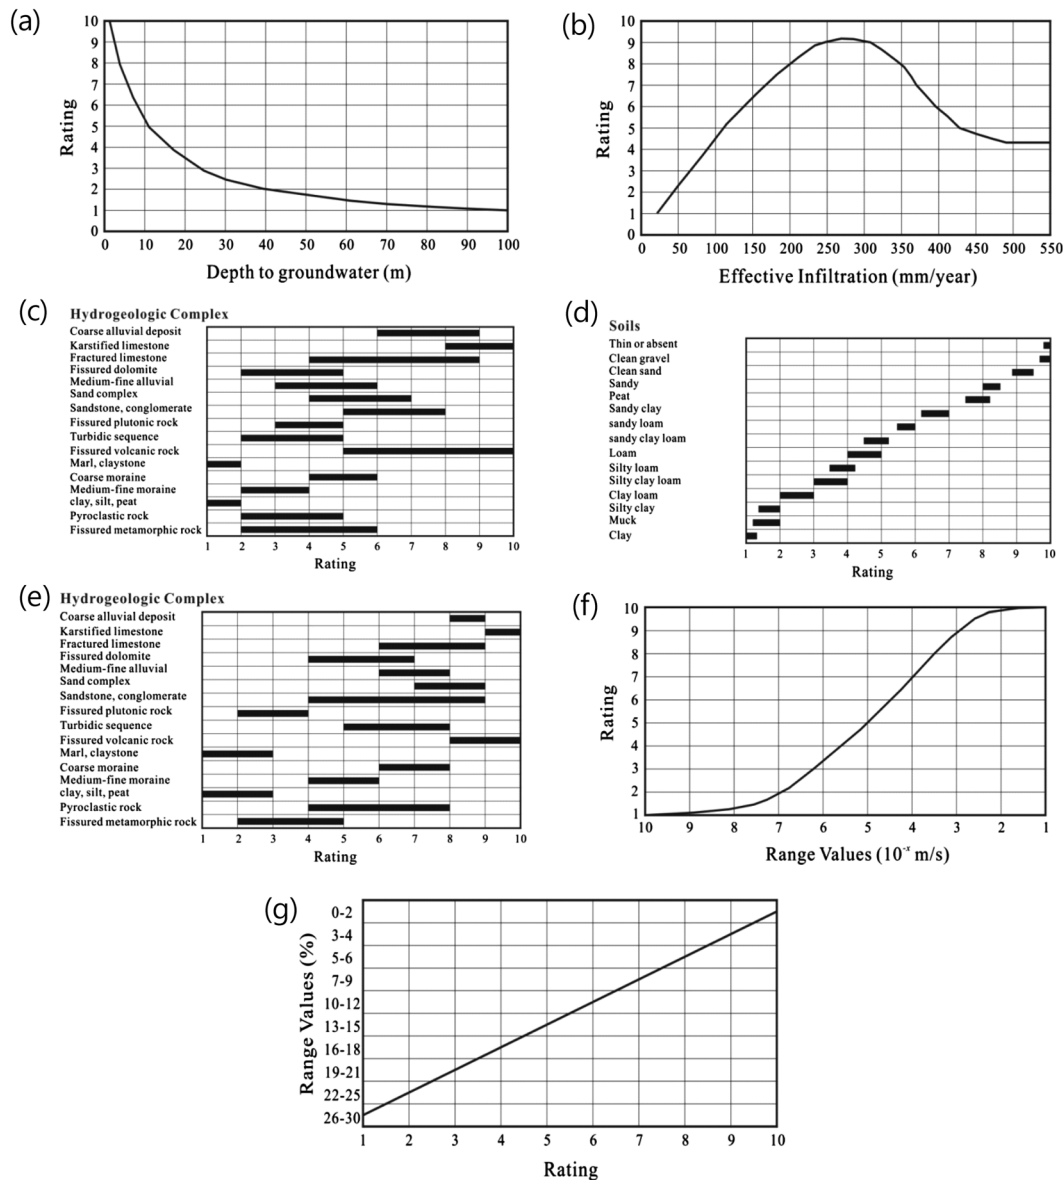 (a)
10
9
8
7
6
5
4
3
2
1
0
Rating
0 10 20 30 40 50 60 70 80 90 100
Depth to groundwater (m)
(b)
10
9
8
7
6
5
4
3
2
1
0
Rating
0 50 100 150 200 250 300 350 400 450 500 550
Effective Infiltration (mm/year)
(c)
Hydrogeologic Complex
Coarse alluvial deposit
Karstified limestone
Fractured limestone
Fissured dolomite
Medium-fine alluvial
Sand complex
Sandstone, conglomerate
Fissured plutonic rock
Turbidic sequence
Fissured volcanic rock
Marl, claystone
Coarse moraine
Medium-fine moraine
clay, silt, peat
Pyroclastic rock
Fissured metamorphic rock
1 2 3 4 5 6 7 8 9 10
Rating
(d)
Soils
Thin or absent
Clean gravel
Clean sand
Sandy
Peat
Sandy clay
sandy loam
sandy clay loam
Loam
Silty loam
Silty clay loam
Clay loam
Silty clay
Muck
Clay
1 2 3 4 5 6 7 8 9 10
Rating
(e)
Hydrogeologic Complex
Coarse alluvial deposit
Karstified limestone
Fractured limestone
Fissured dolomite
Medium-fine alluvial
Sand complex
Sandstone, conglomerate
Fissured plutonic rock
Turbidic sequence
Fissured volcanic rock
Marl, claystone
Coarse moraine
Medium-fine moraine
clay, silt, peat
Pyroclastic rock
Fissured metamorphic rock
1 2 3 4 5 6 7 8 9 10
Rating
(f)
10
9
8
7
6
5
4
3
2
1
Rating
10 9 8 7 6 5 4 3 2 1
Range Values (10⁻ˣ m/s)
(g)
0-2
3-4
5-6
7-9
10-12
13-15
16-18
19-21
22-25
26-30
Range Values (%)
1 2 3 4 5 6 7 8 9 10
Rating